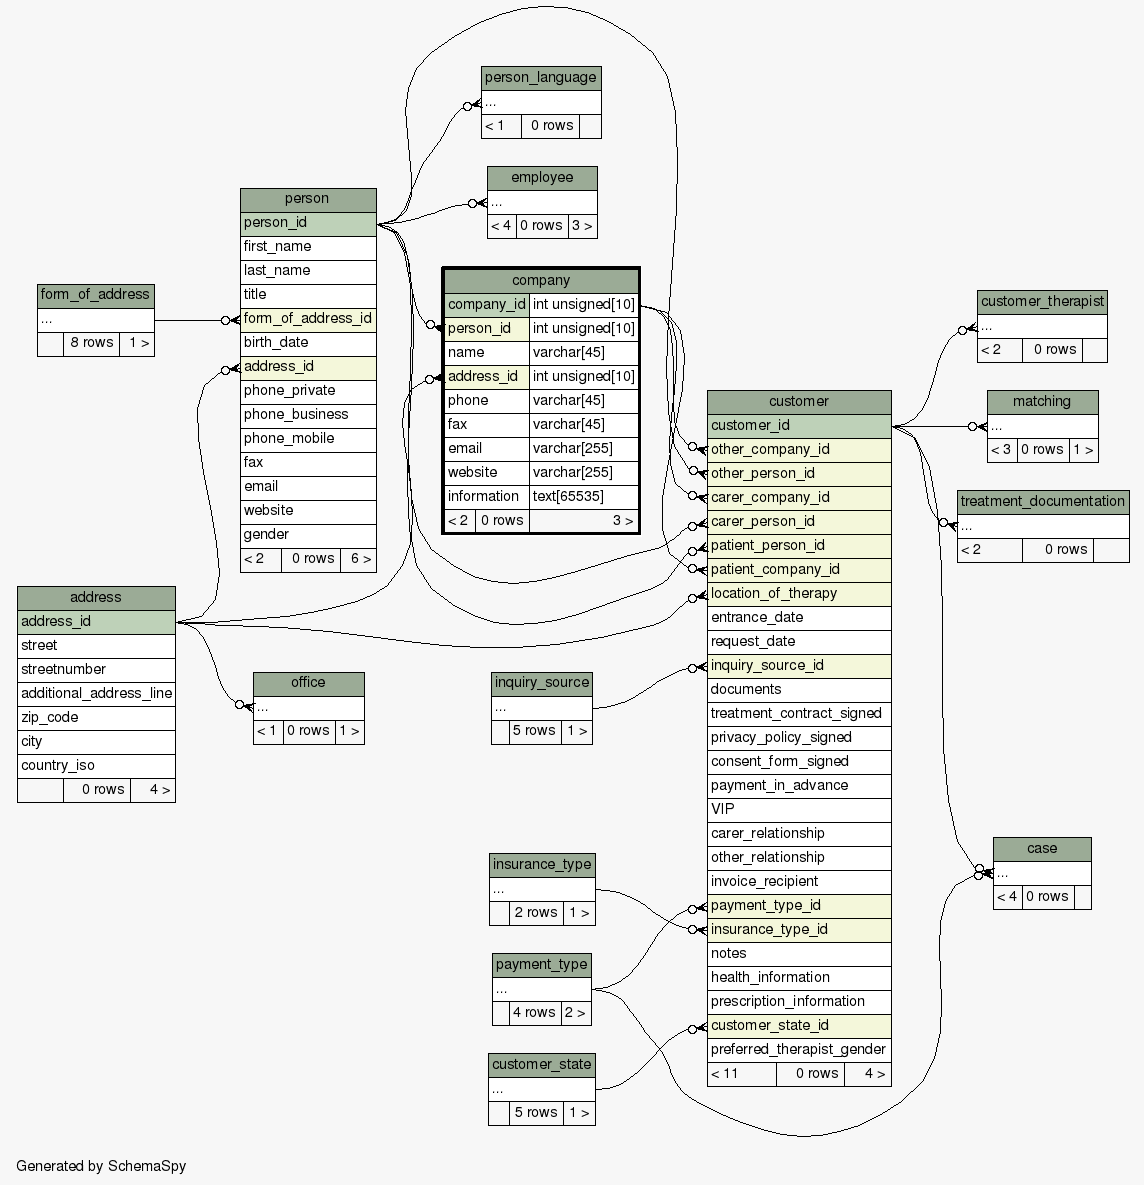 person_language
...
< 1 0 rows
employee
...
< 4 0 rows 3 >
person
person_id
first_name
last_name
title
form_of_address_id
birth_date
address_id
phone_private
phone_business
phone_mobile
fax
email
website
gender
< 2 0 rows 6 >
form_of_address
...
8 rows 1 >
company
company_id int unsigned[10]
person_id int unsigned[10]
name varchar[45]
address_id int unsigned[10]
phone varchar[45]
fax varchar[45]
email varchar[255]
website varchar[255]
information text[65535]
< 2 0 rows 3 >
customer_therapist
...
< 2 0 rows
matching
...
< 3 0 rows 1 >
treatment_documentation
...
< 2 0 rows
customer
customer_id
other_company_id
other_person_id
carer_company_id
carer_person_id
patient_person_id
patient_company_id
location_of_therapy
entrance_date
request_date
inquiry_source_id
documents
treatment_contract_signed
privacy_policy_signed
consent_form_signed
payment_in_advance
VIP
carer_relationship
other_relationship
invoice_recipient
payment_type_id
insurance_type_id
notes
health_information
prescription_information
customer_state_id
preferred_therapist_gender
< 11 0 rows 4 >
address
address_id
street
streetnumber
additional_address_line
zip_code
city
country_iso
0 rows 4 >
office
...
< 1 0 rows 1 >
inquiry_source
...
5 rows 1 >
case
...
< 4 0 rows
insurance_type
...
2 rows 1 >
payment_type
...
4 rows 2 >
customer_state
...
5 rows 1 >
Generated by SchemaSpy